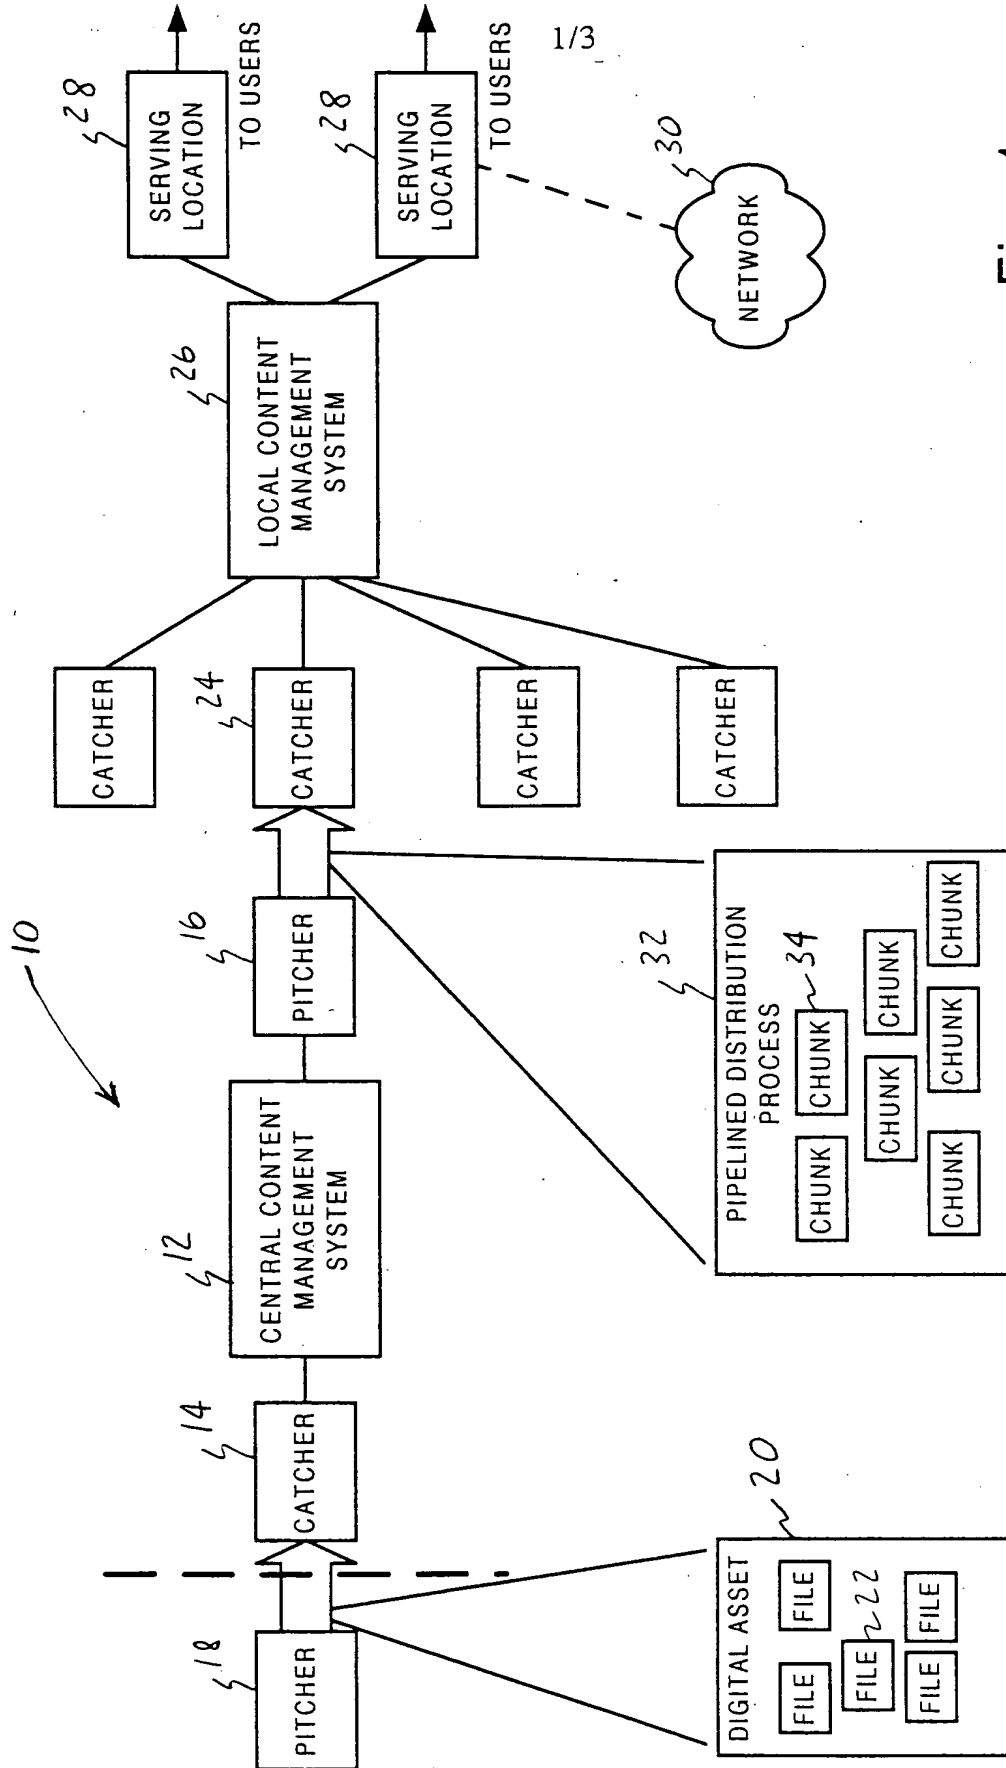 1/3
10
PITCHER
18
CATCHER
14
CENTRAL CONTENT
MANAGEMENT
SYSTEM
12
PITCHER
16
CATCHER
CATCHER
24
CATCHER
CATCHER
LOCAL CONTENT
MANAGEMENT
SYSTEM
26
SERVING
LOCATION
28
TO USERS
SERVING
LOCATION
28
TO USERS
NETWORK
30
DIGITAL ASSET
20
FILE
FILE
FILE
22
FILE
FILE
PIPELINED DISTRIBUTION
PROCESS
32
CHUNK
CHUNK
34
CHUNK
CHUNK
CHUNK
CHUNK
CHUNK